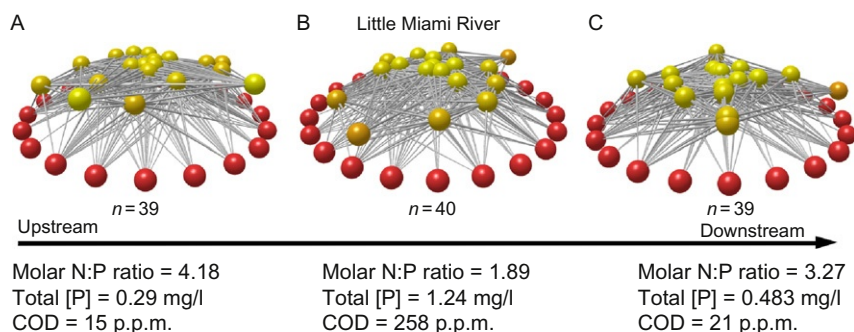 A
B
Little Miami River
C
n=39
n=40
n=39
Upstream
Downstream
Molar N:P ratio = 4.18
Total [P] = 0.29 mg/l
COD = 15 p.p.m.
Molar N:P ratio = 1.89
Total [P] = 1.24 mg/l
COD = 258 p.p.m.
Molar N:P ratio = 3.27
Total [P] = 0.483 mg/l
COD = 21 p.p.m.